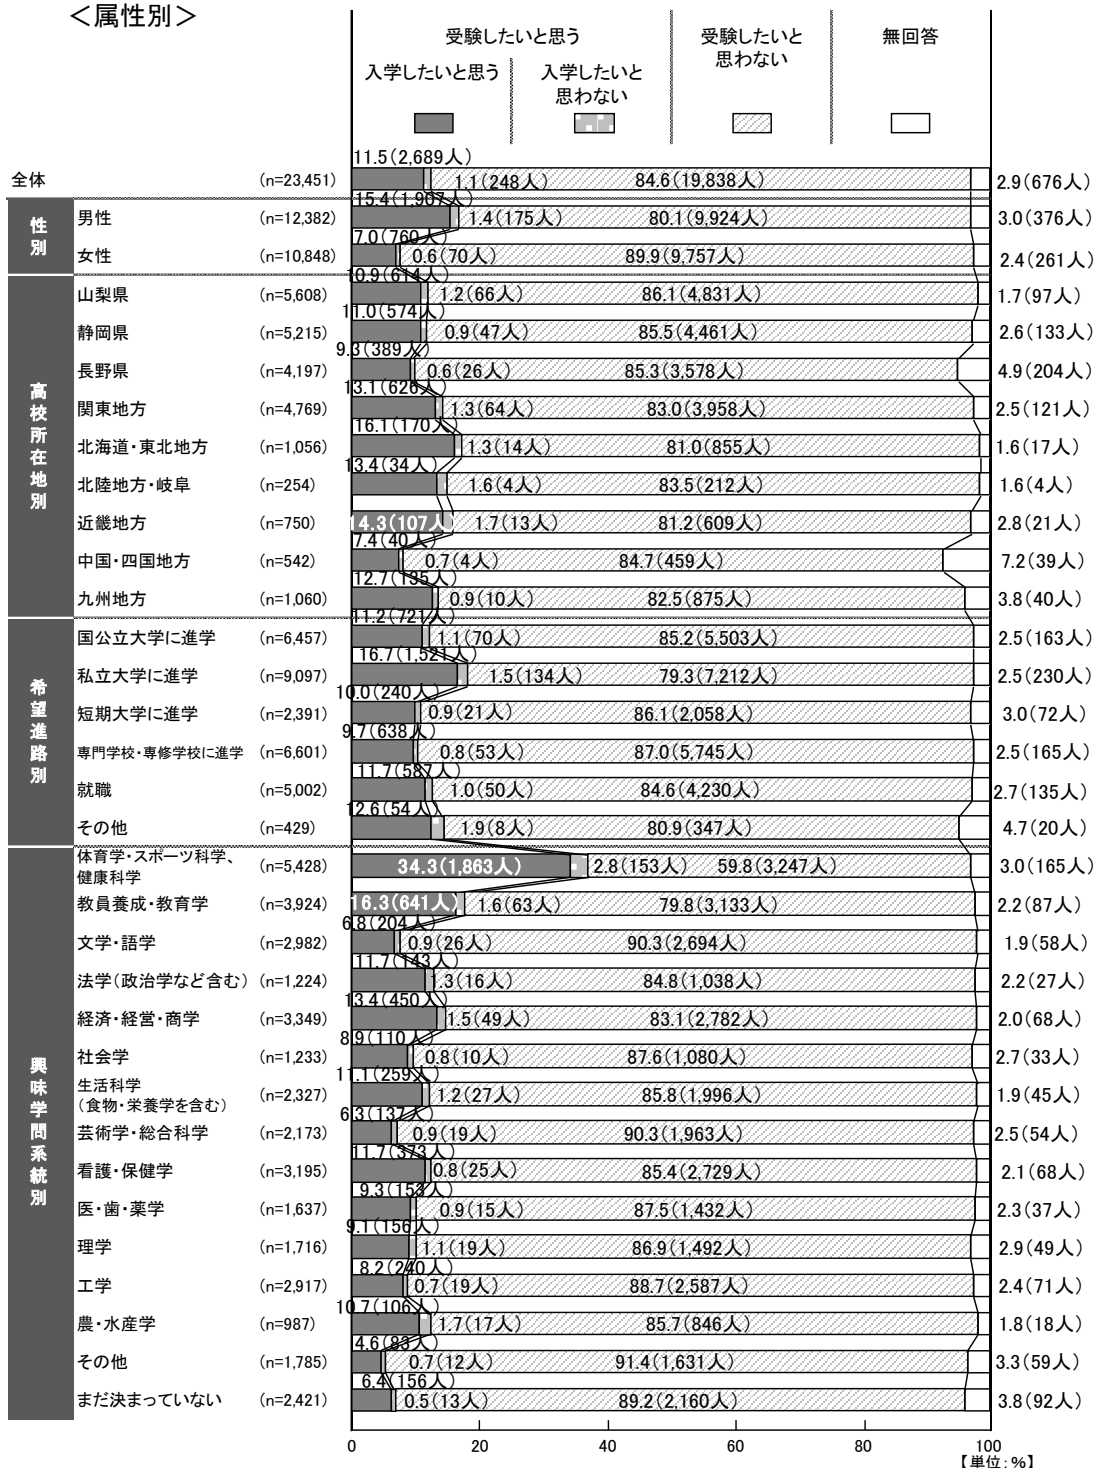 ＜属性別＞
受験したいと思う
受験したいと
思わない
無回答
入学したいと思う
入学したいと
思わない
全体 (n=23,451) 11.5(2,689人) 1.1(248人) 84.6(19,838人) 2.9(676人)
性別
男性 (n=12,382) 15.4(1,907人) 1.4(175人) 80.1(9,924人) 3.0(376人)
女性 (n=10,848) 7.0(760人) 0.6(70人) 89.9(9,757人) 2.4(261人)
高校所在地別
山梨県 (n=5,608) 10.9(614人) 1.2(66人) 86.1(4,831人) 1.7(97人)
静岡県 (n=5,215) 11.0(574人) 0.9(47人) 85.5(4,461人) 2.6(133人)
長野県 (n=4,197) 9.3(389人) 0.6(26人) 85.3(3,578人) 4.9(204人)
関東地方 (n=4,769) 13.1(626人) 1.3(64人) 83.0(3,958人) 2.5(121人)
北海道・東北地方 (n=1,056) 16.1(170人) 1.3(14人) 81.0(855人) 1.6(17人)
北陸地方・岐阜 (n=254) 13.4(34人) 1.6(4人) 83.5(212人) 1.6(4人)
近畿地方 (n=750) 14.3(107人) 1.7(13人) 81.2(609人) 2.8(21人)
中国・四国地方 (n=542) 7.4(40人) 0.7(4人) 84.7(459人) 7.2(39人)
九州地方 (n=1,060) 12.7(135人) 0.9(10人) 82.5(875人) 3.8(40人)
希望進路別
国公立大学に進学 (n=6,457) 11.2(721人) 1.1(70人) 85.2(5,503人) 2.5(163人)
私立大学に進学 (n=9,097) 16.7(1,521人) 1.5(134人) 79.3(7,212人) 2.5(230人)
短期大学に進学 (n=2,391) 10.0(240人) 0.9(21人) 86.1(2,058人) 3.0(72人)
専門学校・専修学校に進学 (n=6,601) 9.7(638人) 0.8(53人) 87.0(5,745人) 2.5(165人)
就職 (n=5,002) 11.7(587人) 1.0(50人) 84.6(4,230人) 2.7(135人)
その他 (n=429) 12.6(54人) 1.9(8人) 80.9(347人) 4.7(20人)
興味学問系統別
体育学・スポーツ科学、
健康科学 (n=5,428) 34.3(1,863人) 2.8(153人) 59.8(3,247人) 3.0(165人)
教員養成・教育学 (n=3,924) 16.3(641人) 1.6(63人) 79.8(3,133人) 2.2(87人)
文学・語学 (n=2,982) 6.8(204人) 0.9(26人) 90.3(2,694人) 1.9(58人)
法学(政治学など含む) (n=1,224) 11.7(143人) 1.3(16人) 84.8(1,038人) 2.2(27人)
経済・経営・商学 (n=3,349) 13.4(450人) 1.5(49人) 83.1(2,782人) 2.0(68人)
社会学 (n=1,233) 8.9(110人) 0.8(10人) 87.6(1,080人) 2.7(33人)
生活科学
(食物・栄養学を含む) (n=2,327) 11.1(259人) 1.2(27人) 85.8(1,996人) 1.9(45人)
芸術学・総合科学 (n=2,173) 6.3(137人) 0.9(19人) 90.3(1,963人) 2.5(54人)
看護・保健学 (n=3,195) 11.7(373人) 0.8(25人) 85.4(2,729人) 2.1(68人)
医・歯・薬学 (n=1,637) 9.3(153人) 0.9(15人) 87.5(1,432人) 2.3(37人)
理学 (n=1,716) 9.1(156人) 1.1(19人) 86.9(1,492人) 2.9(49人)
工学 (n=2,917) 8.2(240人) 0.7(19人) 88.7(2,587人) 2.4(71人)
農・水産学 (n=987) 10.7(106人) 1.7(17人) 85.7(846人) 1.8(18人)
その他 (n=1,785) 4.6(83人) 0.7(12人) 91.4(1,631人) 3.3(59人)
まだ決まっていない (n=2,421) 6.4(156人) 0.5(13人) 89.2(2,160人) 3.8(92人)
0 20 40 60 80 100
【単位:%】